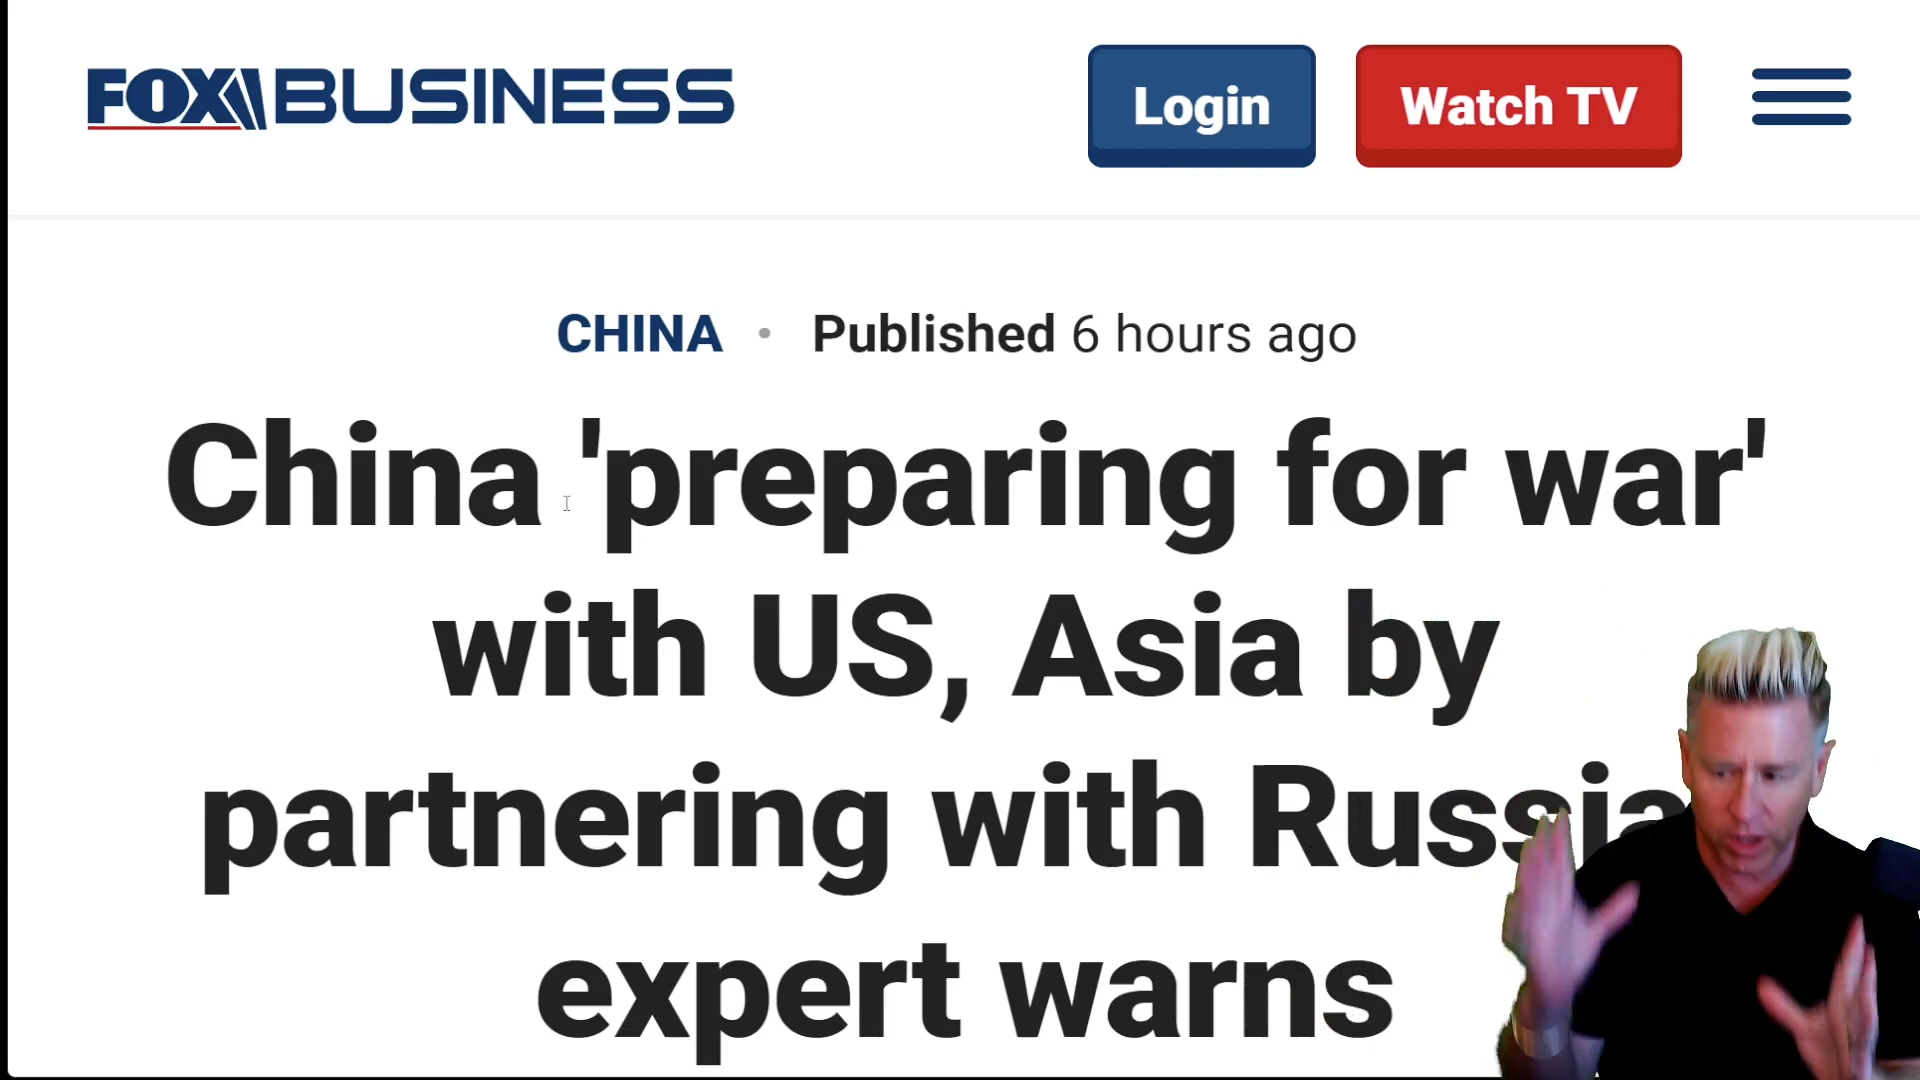 FOX BUSINESS
Login
Watch TV
CHINA • Published 6 hours ago
China 'preparing for war'
with US, Asia by
partnering with Russia
expert warns